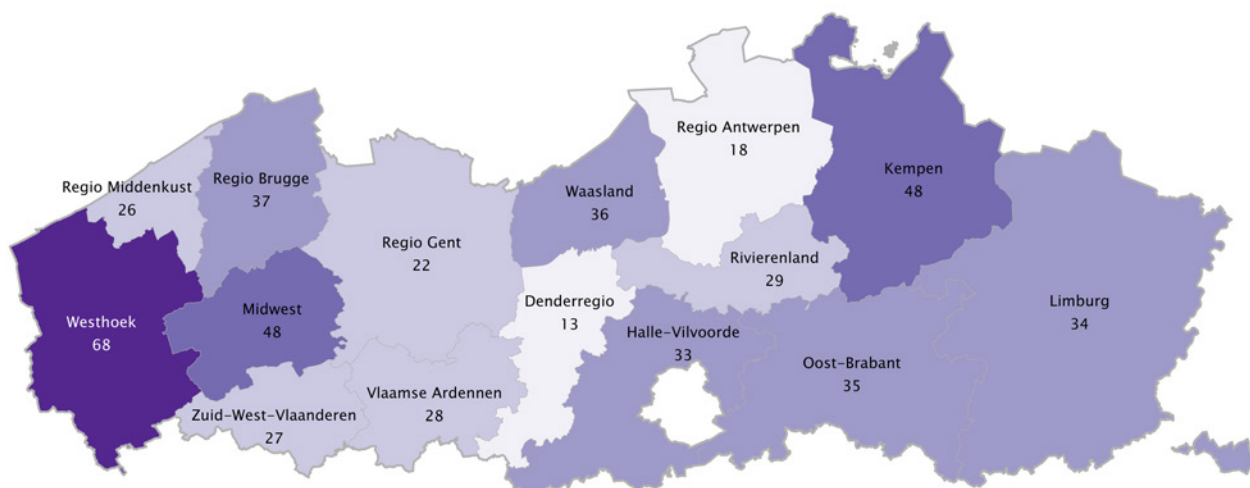 Regio Antwerpen
18
Kempen
48
Regio Middenkust
26
Regio Brugge
37
Waasland
36
Regio Gent
22
Rivierenland
29
Denderregio
13
Limburg
34
Westhoek
68
Midwest
48
Halle-Vilvoorde
33
Oost-Brabant
35
Vlaamse Ardennen
28
Zuid-West-Vlaanderen
27